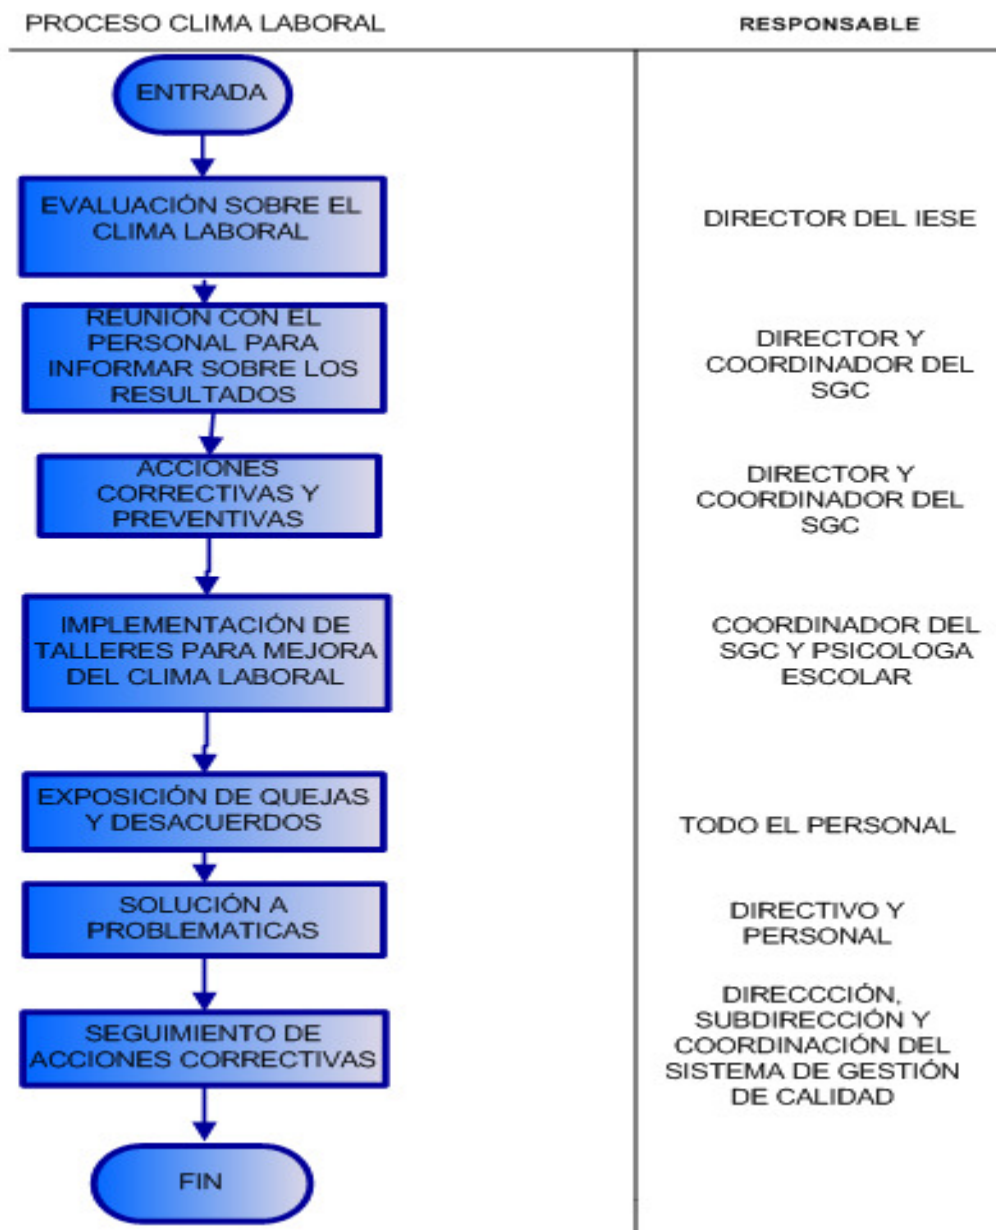 PROCESO CLIMA LABORAL
RESPONSABLE
ENTRADA
EVALUACIÓN SOBRE EL
CLIMA LABORAL
DIRECTOR DEL IESE
REUNIÓN CON EL
PERSONAL PARA
INFORMAR SOBRE LOS
RESULTADOS
DIRECTOR Y
COORDINADOR DEL
SGC
ACCIONES
CORRECTIVAS Y
PREVENTIVAS
DIRECTOR Y
COORDINADOR DEL
SGC
IMPLEMENTACIÓN DE
TALLERES PARA MEJORA
DEL CLIMA LABORAL
COORDINADOR DEL
SGC Y PSICOLOGA
ESCOLAR
EXPOSICIÓN DE QUEJAS
Y DESACUERDOS
TODO EL PERSONAL
SOLUCIÓN A
PROBLEMATICAS
DIRECTIVO Y
PERSONAL
SEGUIMIENTO DE
ACCIONES CORRECTIVAS
DIRECCCIÓN,
SUBDIRECCIÓN Y
COORDINACIÓN DEL
SISTEMA DE GESTIÓN
DE CALIDAD
FIN